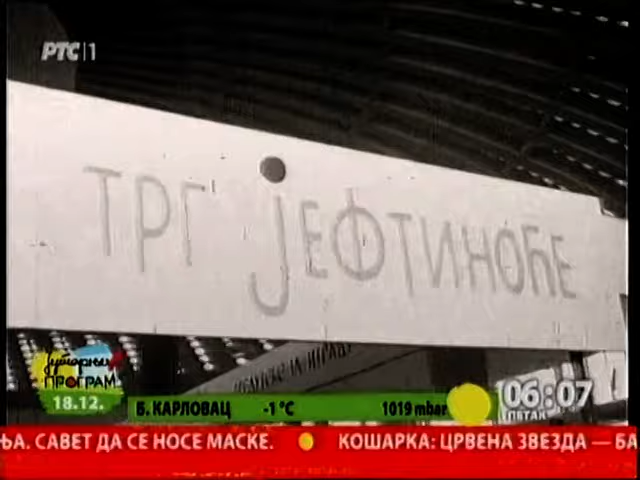 РТС|1
ТРГ ЈЕФТИНОЋЕ
Јутарњи
ПРОГРАМ
18.12.
Б. КАРЛОВАЦ -1 °C 1019 mbar
06:07
ПЕТАК
ЊА. САВЕТ ДА СЕ НОСЕ МАСКЕ. КОШАРКА: ЦРВЕНА ЗВЕЗДА — БА